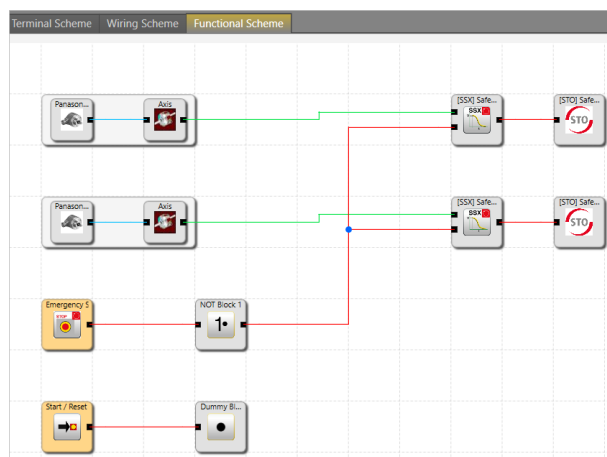 Terminal Scheme Wiring Scheme Functional Scheme
Panason... Axis [SSX] Safe... [STO] Safe...
SSX STO
Panason... Axis [SSX] Safe... [STO] Safe...
SSX STO
Emergency S NOT Block 1
STOP 1
Start / Reset Dummy Bl...